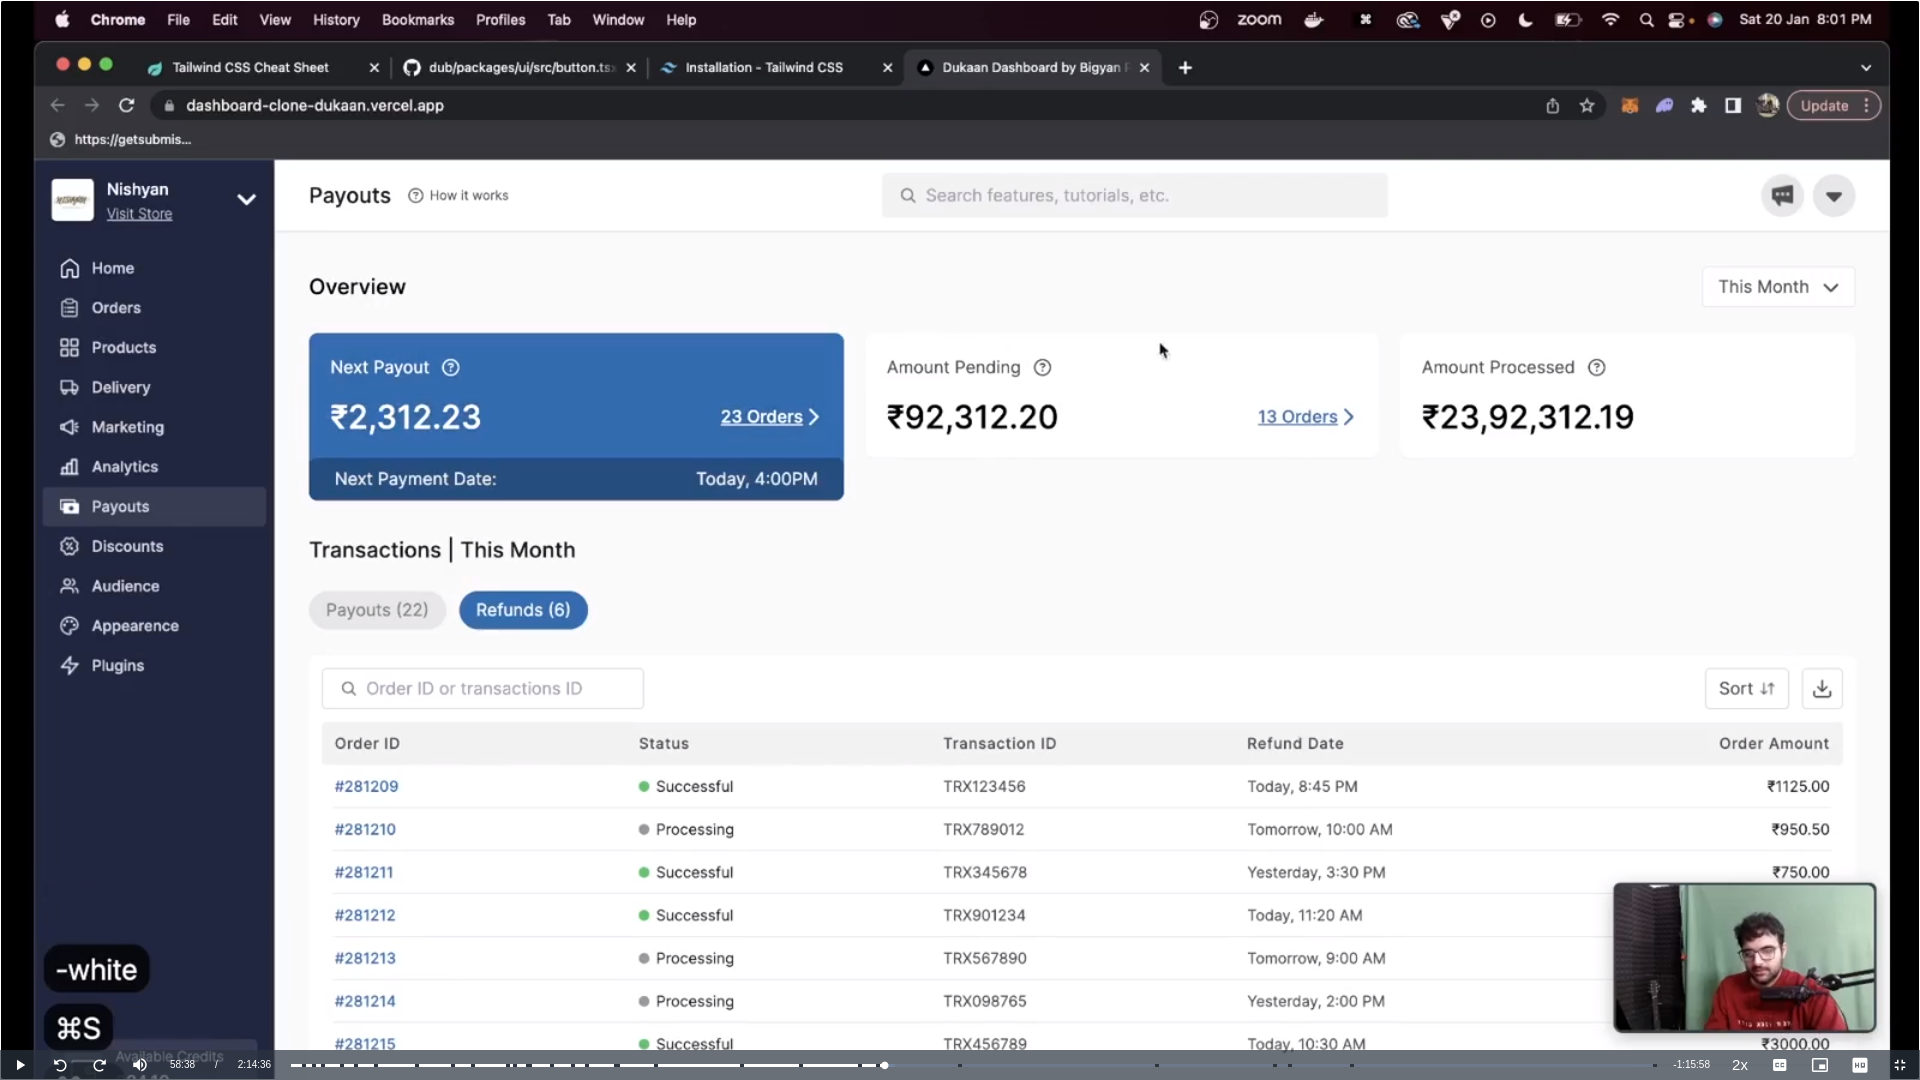 Chrome File Edit View History Bookmarks Profiles Tab Window Help
zoom
Sat 20 Jan 8:01 PM
Tailwind CSS Cheat Sheet
dub/packages/ui/src/button.ts
Installation - Tailwind CSS
Dukaan Dashboard by Bigyan
dashboard-clone-dukaan.vercel.app
Update
https://getsubmis...
Nishyan
Visit Store
Payouts
How it works
Search features, tutorials, etc.
Home
Orders
Products
Delivery
Marketing
Analytics
Payouts
Discounts
Audience
Appearence
Plugins
Overview
This Month
Next Payout
₹2,312.23
23 Orders
Next Payment Date:
Today, 4:00PM
Amount Pending
₹92,312.20
13 Orders
Amount Processed
₹23,92,312.19
Transactions | This Month
Payouts (22)
Refunds (6)
Order ID or transactions ID
Sort
Order ID Status Transaction ID Refund Date Order Amount
#281209 Successful TRX123456 Today, 8:45 PM ₹1125.00
#281210 Processing TRX789012 Tomorrow, 10:00 AM ₹950.50
#281211 Successful TRX345678 Yesterday, 3:30 PM ₹750.00
#281212 Successful TRX901234 Today, 11:20 AM
#281213 Processing TRX567890 Tomorrow, 9:00 AM
#281214 Processing TRX098765 Yesterday, 2:00 PM
#281215 Successful TRX456789 Today, 10:30 AM ₹3000.00
-white
⌘S
Available Credits
58:38 / 2:14:36
-1:15:58
2x
CC
HD